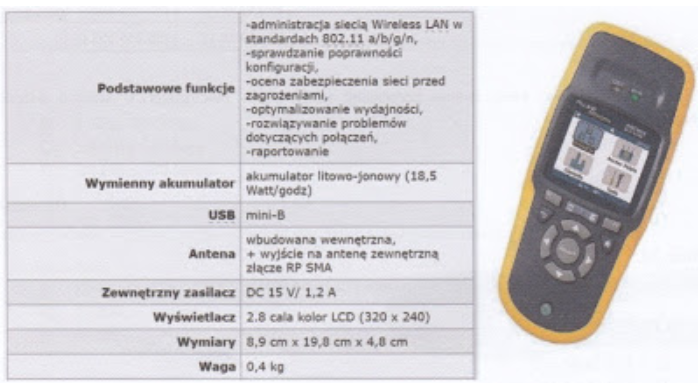 Podstawowe funkcje
-administracja siecią Wireless LAN w
standardach 802.11 a/b/g/n,
-sprawdzanie poprawności
konfiguracji,
-ocena zabezpieczenia sieci przed
zagrożeniami,
-optymalizowanie wydajności,
-rozwiązywanie problemów
dotyczących połączeń,
-raportowanie
Wymienny akumulator
akumulator litowo-jonowy (18,5
Watt/godz)
USB mini-B
Antena
wbudowana wewnętrzna,
+ wyjście na antenę zewnętrzną
złącze RP SMA
Zewnętrzny zasilacz DC 15 V/ 1,2 A
Wyświetlacz 2.8 cala kolor LCD (320 x 240)
Wymiary 8,9 cm x 19,8 cm x 4,8 cm
Waga 0,4 kg